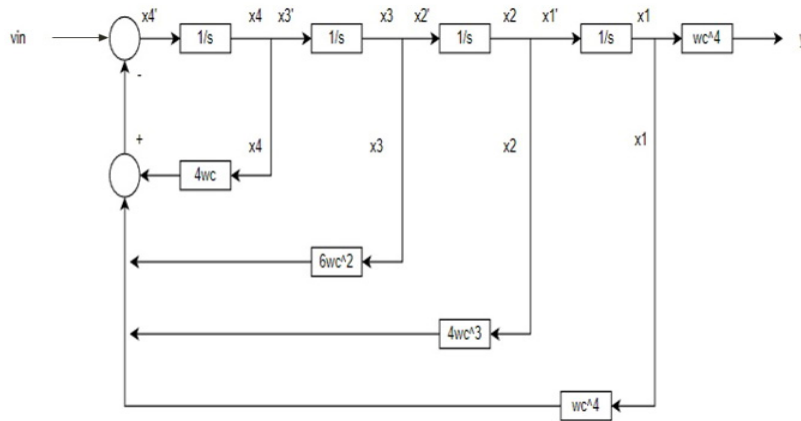 x4' x4 x3' x3 x2' x2 x1' x1
vin 1/s 1/s 1/s 1/s wc^4
-
+
x4 x3 x2 x1
4wc
6wc^2
4wc^3
wc^4